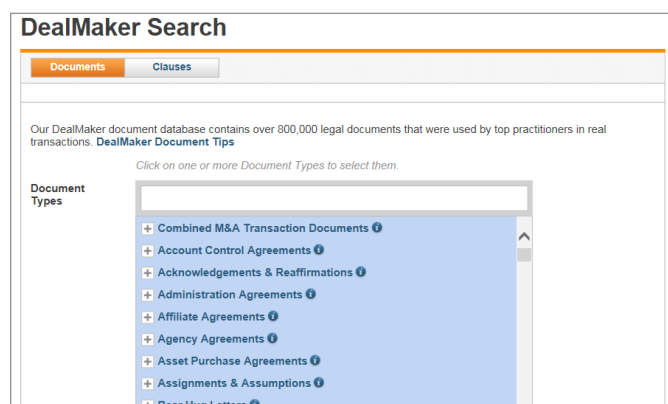 DealMaker Search
Documents
Clauses
Our DealMaker document database contains over 800,000 legal documents that were used by top practitioners in real
transactions. DealMaker Document Tips
Click on one or more Document Types to select them.
Document
Types
Combined M&A Transaction Documents
Account Control Agreements
Acknowledgements & Reaffirmations
Administration Agreements
Affiliate Agreements
Agency Agreements
Asset Purchase Agreements
Assignments & Assumptions
Bear Hug Letters